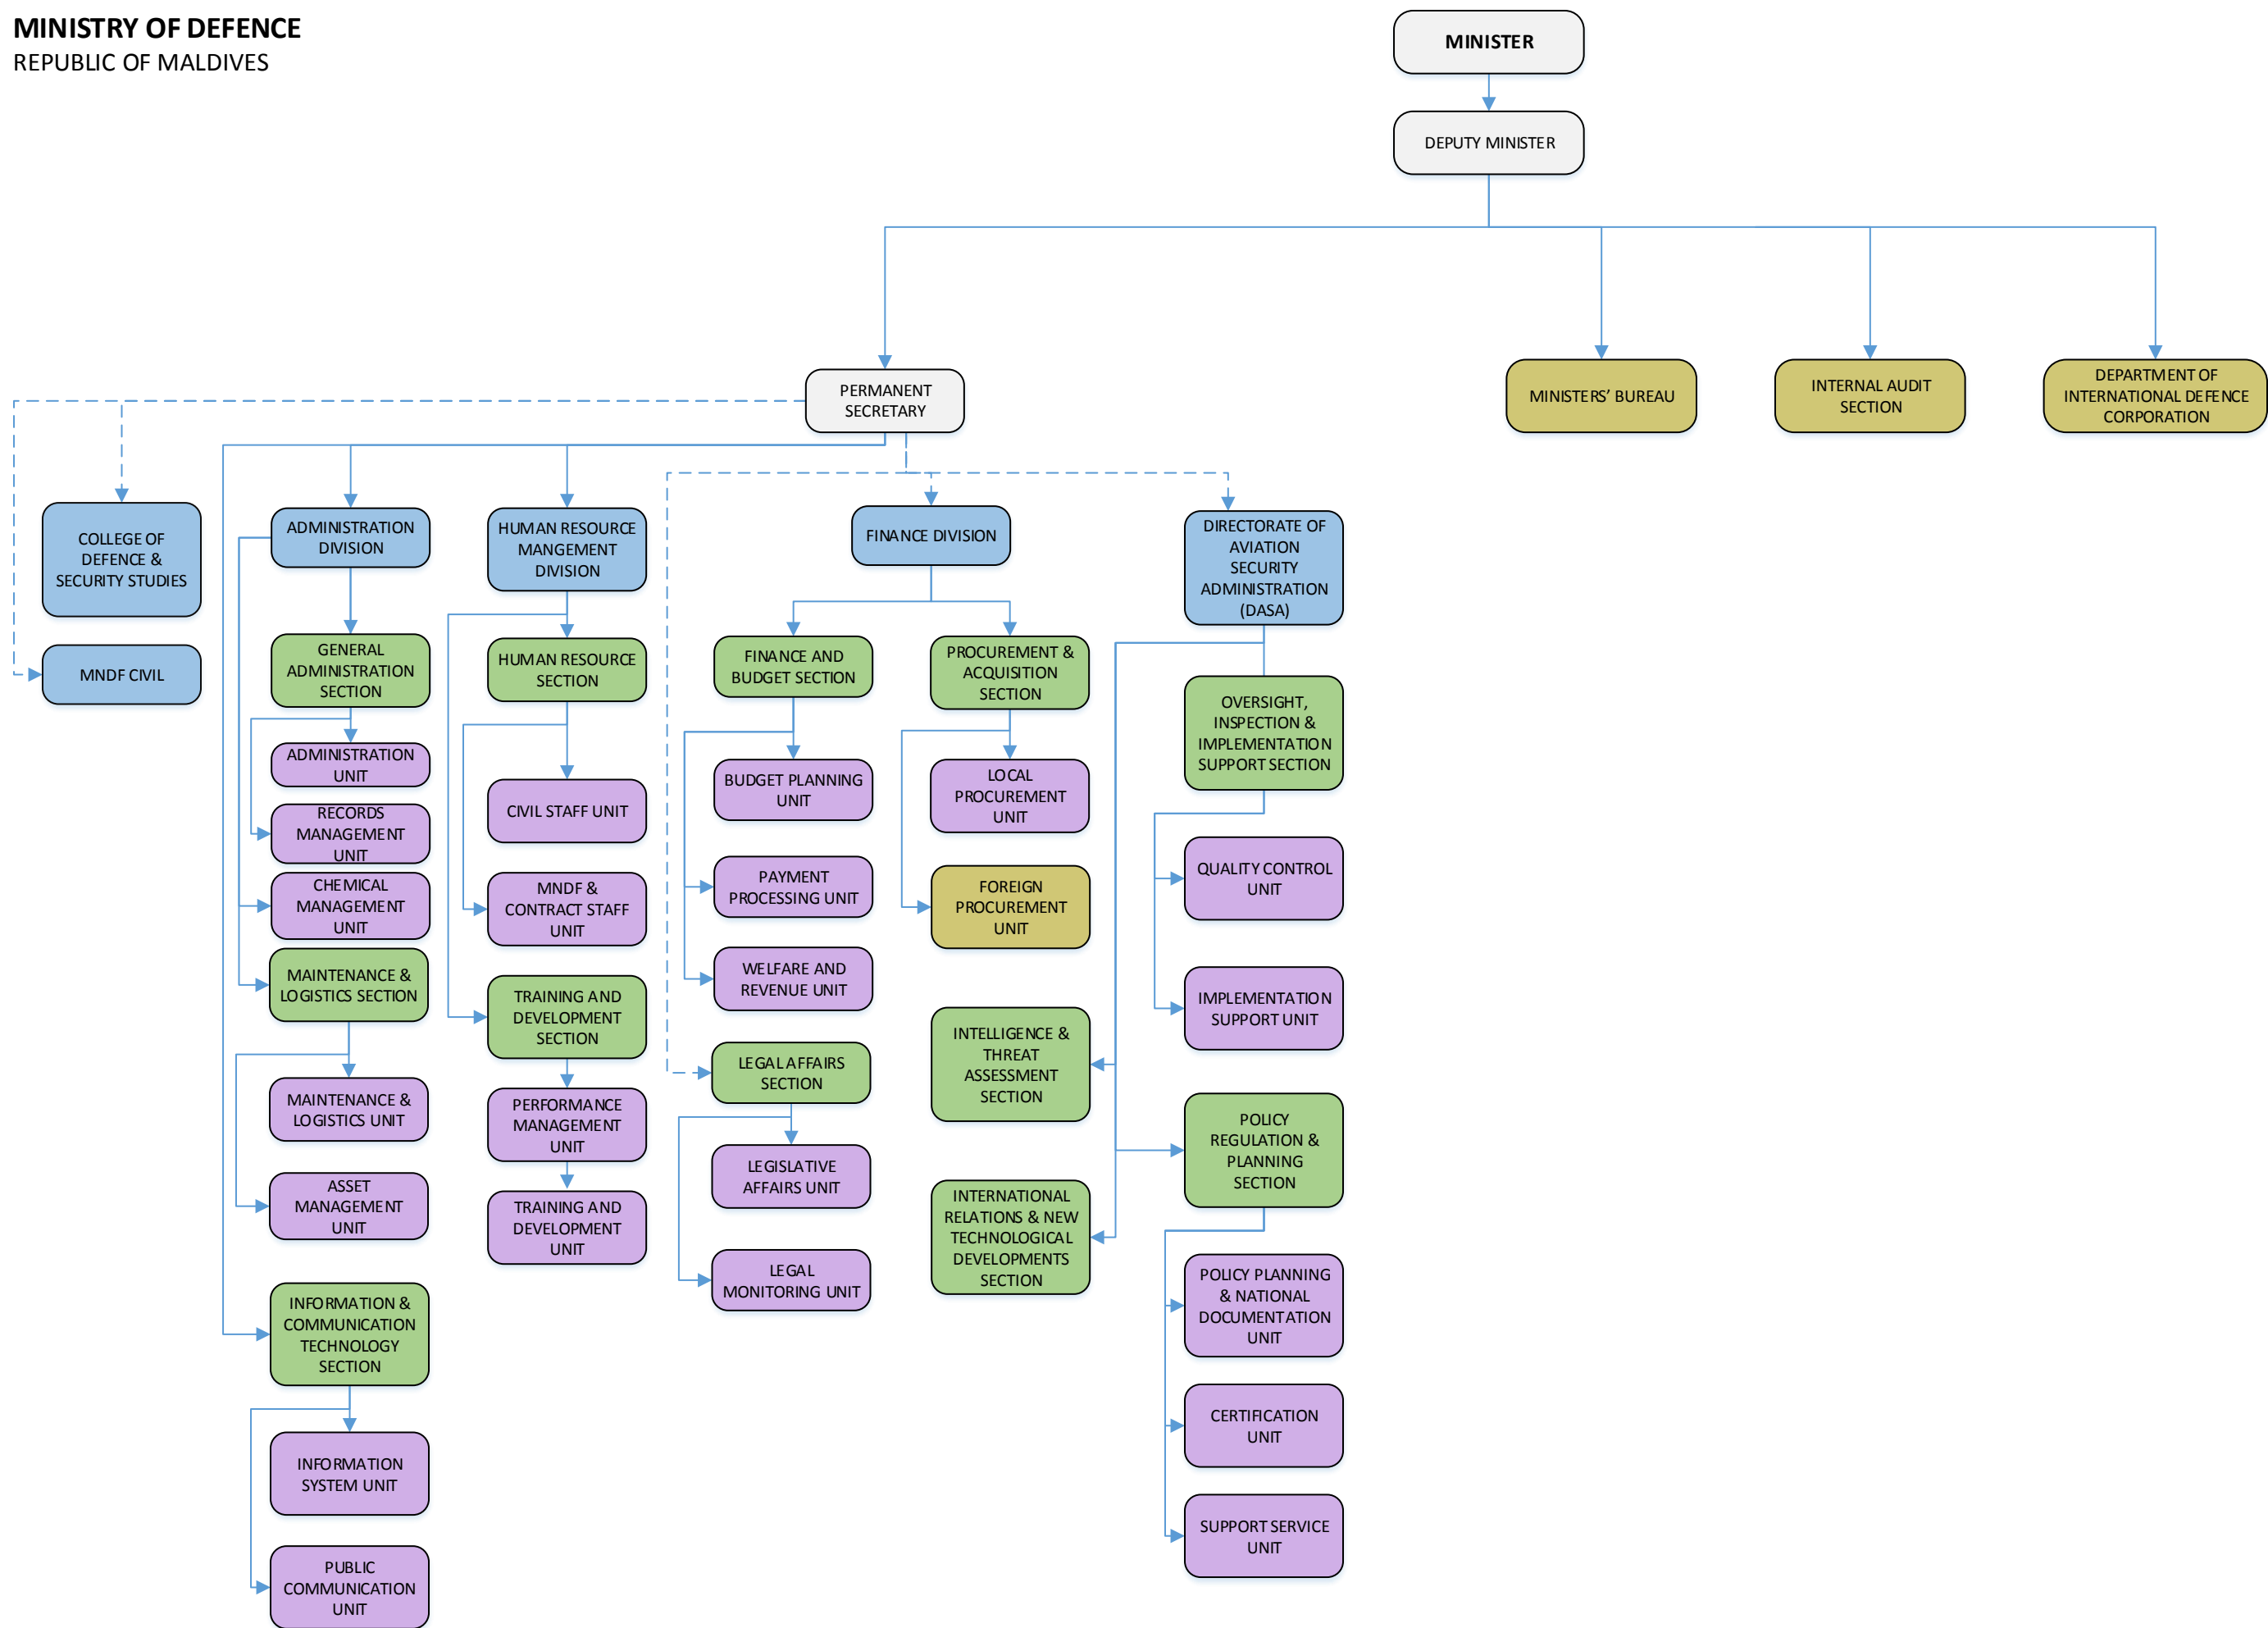 MINISTRY OF DEFENCE
REPUBLIC OF MALDIVES
MINISTER
DEPUTY MINISTER
PERMANENT
SECRETARY
MINISTERS' BUREAU
INTERNAL AUDIT
SECTION
DEPARTMENT OF
INTERNATIONAL DEFENCE
CORPORATION
COLLEGE OF
DEFENCE &
SECURITY STUDIES
MNDF CIVIL
ADMINISTRATION
DIVISION
GENERAL
ADMINISTRATION
SECTION
ADMINISTRATION
UNIT
RECORDS
MANAGEMENT
UNIT
CHEMICAL
MANAGEMENT
UNIT
MAINTENANCE &
LOGISTICS SECTION
MAINTENANCE &
LOGISTICS UNIT
ASSET
MANAGEMENT
UNIT
INFORMATION &
COMMUNICATION
TECHNOLOGY
SECTION
INFORMATION
SYSTEM UNIT
PUBLIC
COMMUNICATION
UNIT
HUMAN RESOURCE
MANGEMENT
DIVISION
HUMAN RESOURCE
SECTION
CIVIL STAFF UNIT
MNDF &
CONTRACT STAFF
UNIT
TRAINING AND
DEVELOPMENT
SECTION
PERFORMANCE
MANAGEMENT
UNIT
TRAINING AND
DEVELOPMENT
UNIT
FINANCE DIVISION
FINANCE AND
BUDGET SECTION
BUDGET PLANNING
UNIT
PAYMENT
PROCESSING UNIT
WELFARE AND
REVENUE UNIT
LEGAL AFFAIRS
SECTION
LEGISLATIVE
AFFAIRS UNIT
LEGAL
MONITORING UNIT
PROCUREMENT &
ACQUISITION
SECTION
LOCAL
PROCUREMENT
UNIT
FOREIGN
PROCUREMENT
UNIT
INTELLIGENCE &
THREAT
ASSESSMENT
SECTION
INTERNATIONAL
RELATIONS & NEW
TECHNOLOGICAL
DEVELOPMENTS
SECTION
DIRECTORATE OF
AVIATION
SECURITY
ADMINISTRATION
(DASA)
OVERSIGHT,
INSPECTION &
IMPLEMENTATION
SUPPORT SECTION
QUALITY CONTROL
UNIT
IMPLEMENTATION
SUPPORT UNIT
POLICY
REGULATION &
PLANNING
SECTION
POLICY PLANNING
& NATIONAL
DOCUMENTATION
UNIT
CERTIFICATION
UNIT
SUPPORT SERVICE
UNIT